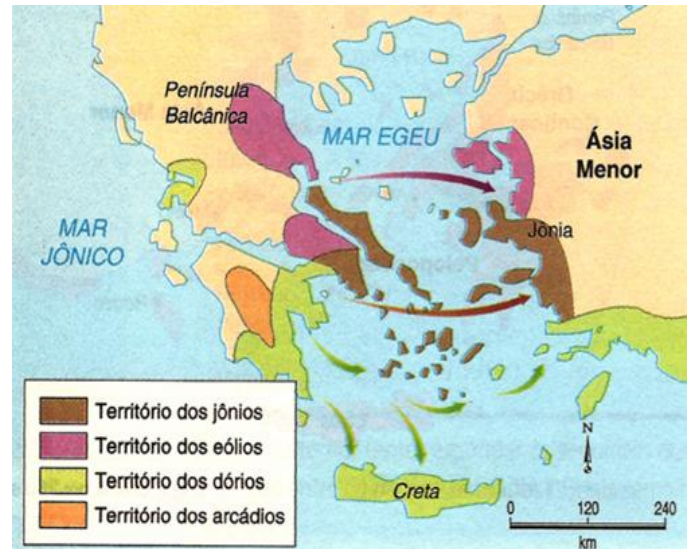 Península
Balcânica
MAR EGEU
Ásia
Menor
MAR
JÔNICO
Jônia
Território dos jônios
Território dos eólios
Território dos dórios
Território dos arcádios
Creta
N
0 120 240
km